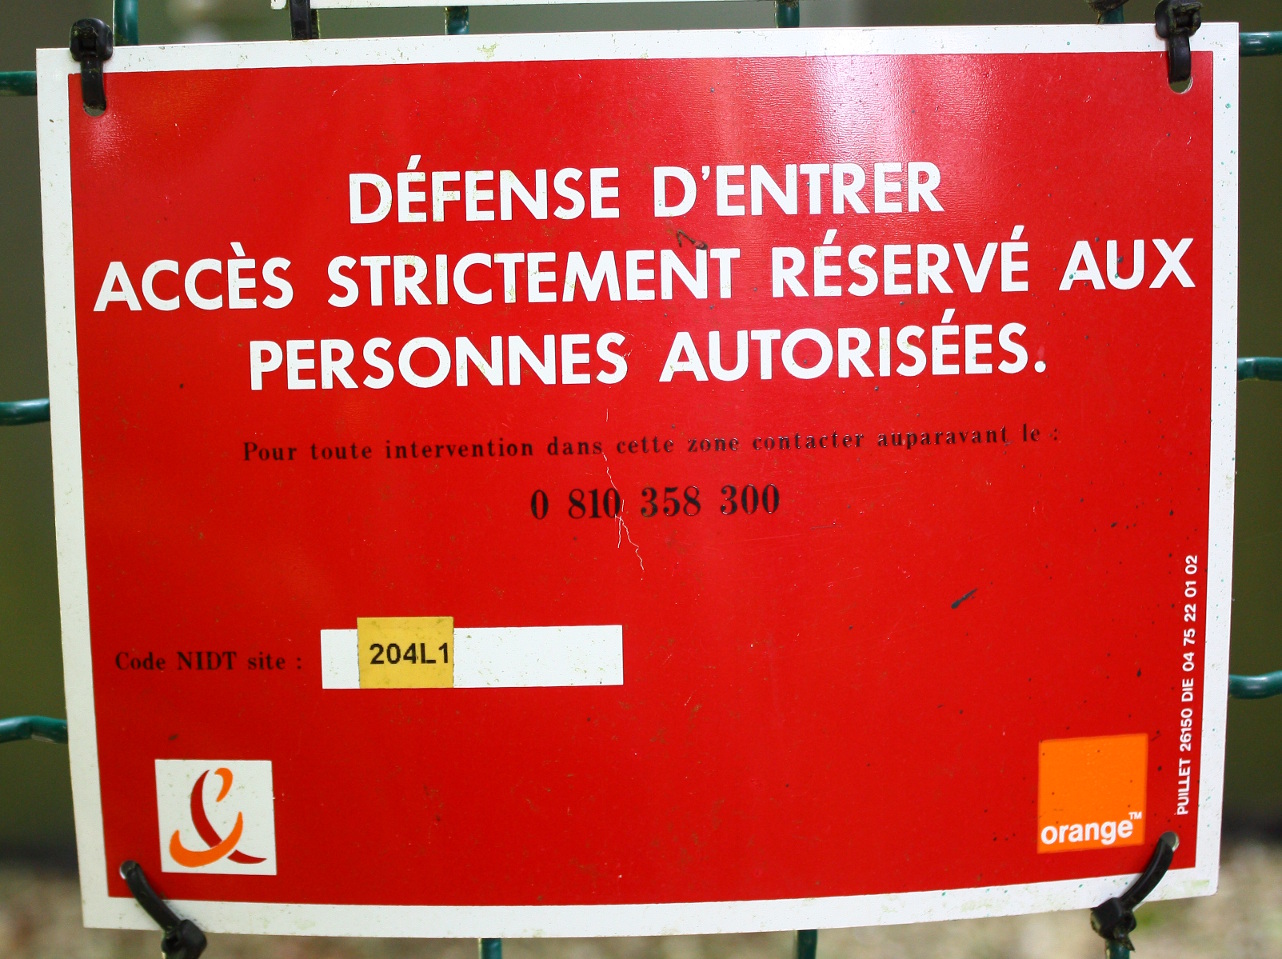 DÉFENSE D'ENTRER
ACCÈS STRICTEMENT RÉSERVÉ AUX
PERSONNES AUTORISÉES.
Pour toute intervention dans cette zone contacter auparavant le :
0 810 358 300
Code NIDT site :
204L1
orange™
PUILLET 26150 DIE 04 75 22 01 02